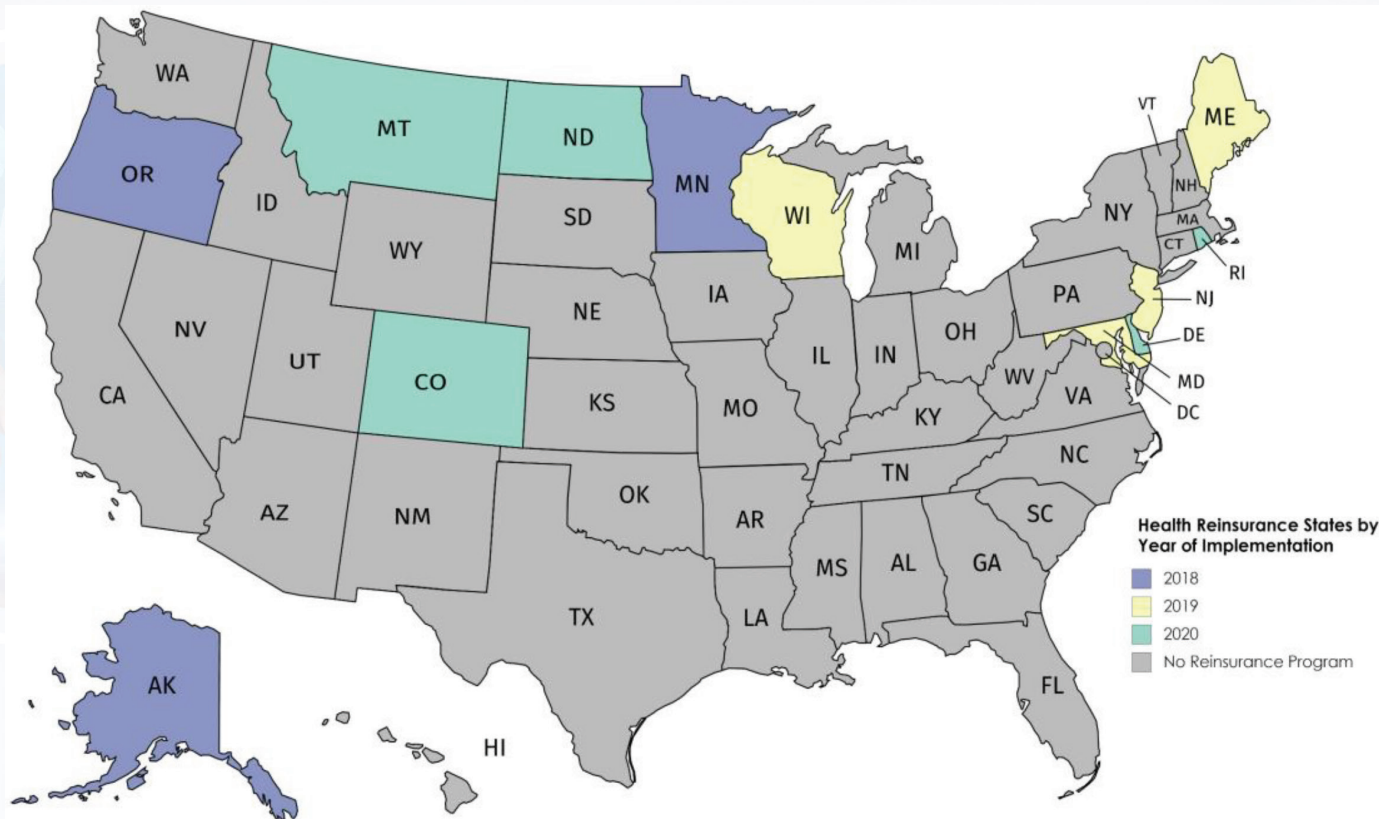 WA
MT
ND
MN
OR
ID
WY
SD
WI
MI
VT
ME
NH
NY
MA
CT
RI
NV
UT
CO
NE
IA
IL
IN
OH
PA
NJ
DE
MD
DC
CA
KS
MO
KY
WV
VA
AZ
NM
OK
AR
TN
NC
SC
MS
AL
GA
TX
LA
FL
AK
HI
Health Reinsurance States by
Year of Implementation
2018
2019
2020
No Reinsurance Program